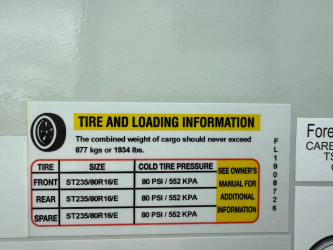 TIRE AND LOADING INFORMATION
The combined weight of cargo should never exceed
877 kgs or 1934 lbs.
TIRE SIZE COLD TIRE PRESSURE
FRONT ST235/80R16/E 80 PSI / 552 KPA
REAR ST235/80R16/E 80 PSI / 552 KPA
SPARE ST235/80R16/E 80 PSI / 552 KPA
SEE OWNER'S
MANUAL FOR
ADDITIONAL
INFORMATION
FL1908726
Fore
CARE
TS